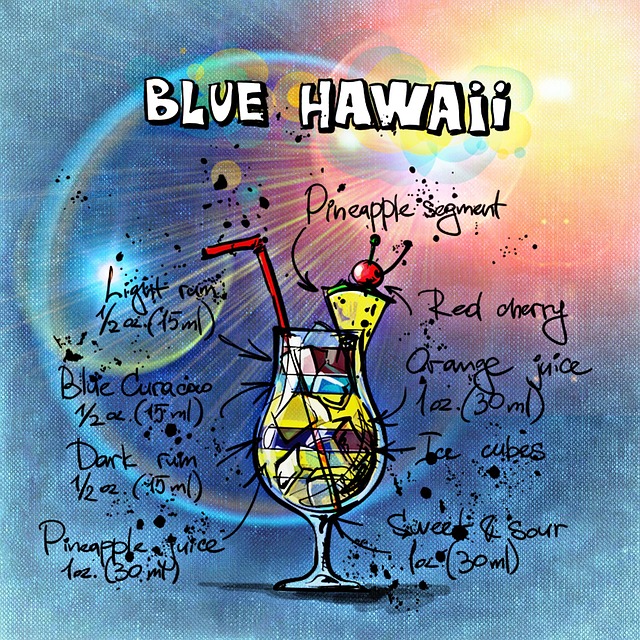 BLUE HAWAii
Pineapple segment
Light rum
1/2 oz.(15ml)
Red cherry
Orange juice
1oz.(30ml)
Blue Curacao
1/2 oz.(15ml)
Dark rum
1/2 oz.(15ml)
Ice cubes
Pineapple juice
1oz.(30ml)
Sweet & sour
1oz(30ml)